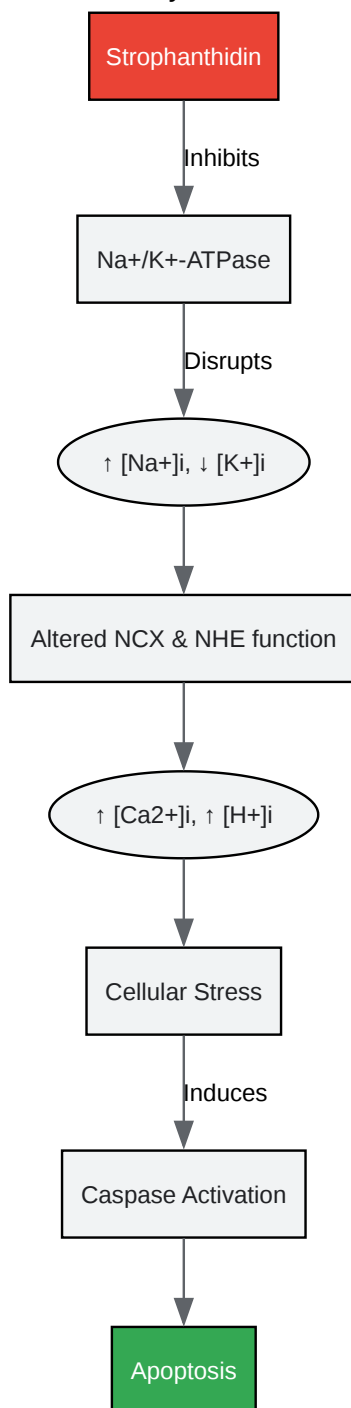 Strophanthidin
Inhibits
Na+/K+-ATPase
Disrupts
↑ [Na+]i, ↓ [K+]i
Altered NCX & NHE function
↑ [Ca2+]i, ↑ [H+]i
Cellular Stress
Induces
Caspase Activation
Apoptosis